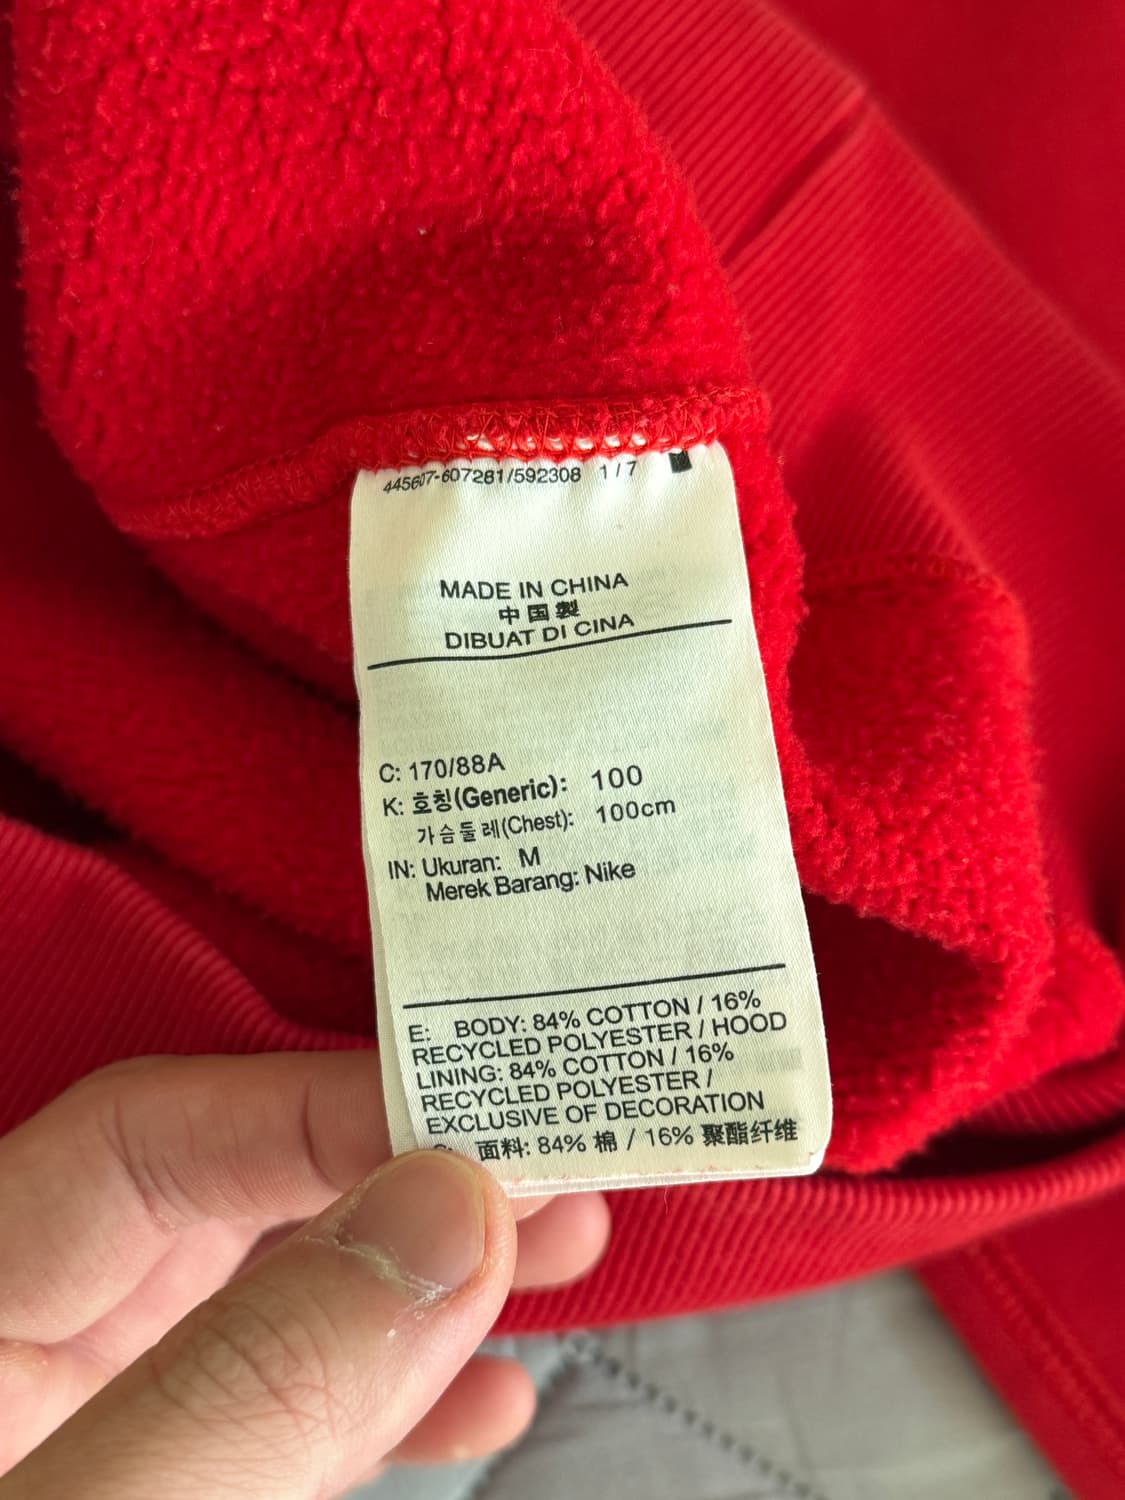 445607-607281/592308 1/7
MADE IN CHINA
中国製
DIBUAT DI CINA
C: 170/88A
K: 호칭(Generic): 100
가슴둘레(Chest): 100cm
IN: Ukuran: M
Merek Barang: Nike
E: BODY: 84% COTTON / 16%
RECYCLED POLYESTER / HOOD
LINING: 84% COTTON / 16%
RECYCLED POLYESTER /
EXCLUSIVE OF DECORATION
面料: 84% 棉 / 16% 聚酯纤维